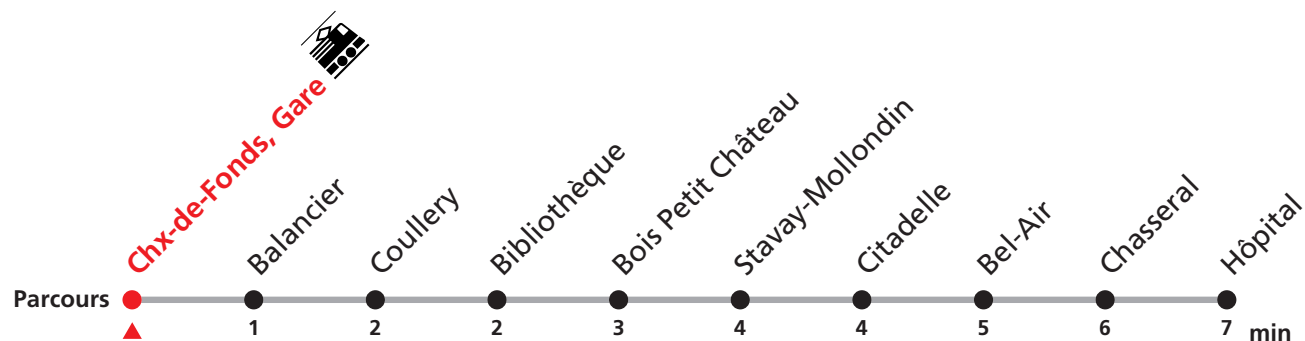 Chx-de-Fonds, Gare
Balancier
Coullery
Bibliothèque
Bois Petit Château
Stavay-Mollondin
Citadelle
Bel-Air
Chasseral
Hôpital
Parcours
1 2 2 3 4 4 5 6 7 min